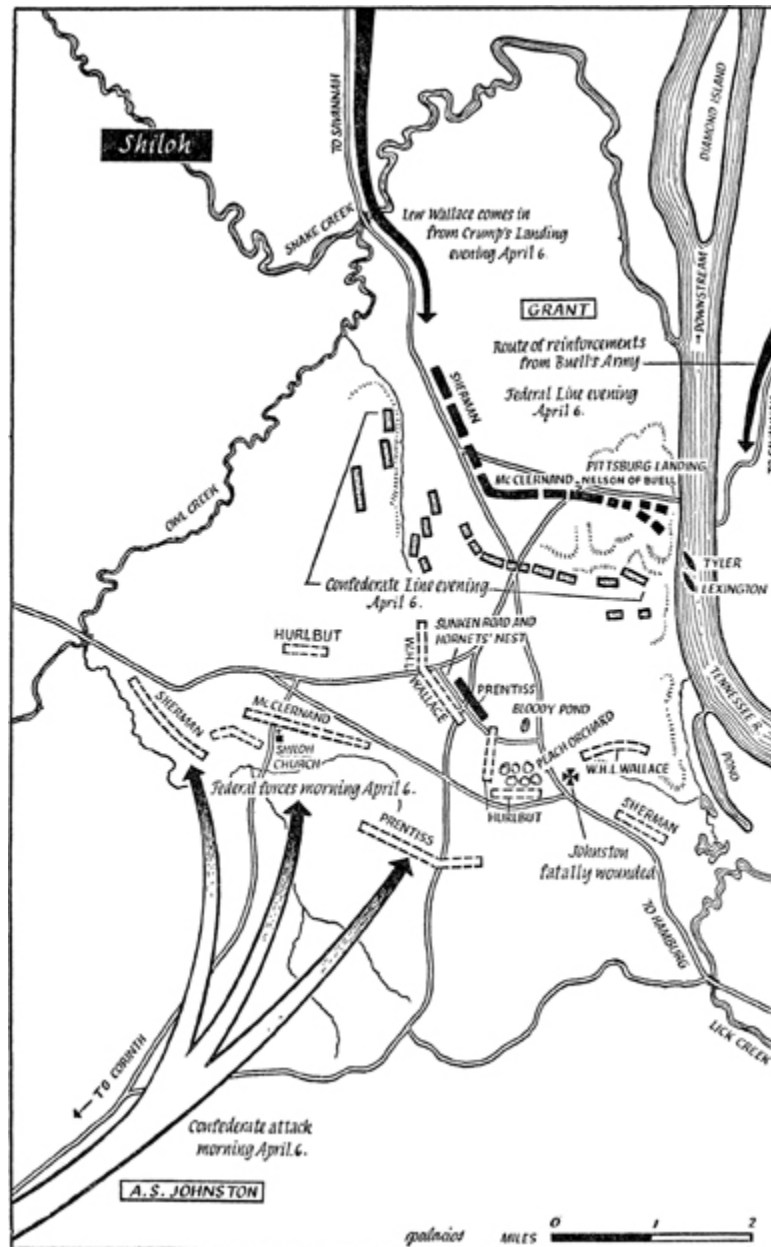 Shiloh
TO SAVANNAH
DIAMOND ISLAND
SNAKE CREEK
Lew Wallace comes in
from Crump's Landing
evening April 6.
→DOWNSTREAM
GRANT
Route of reinforcements
from Buell's Army
SHERMAN
Federal Line evening
April 6.
PITTSBURG LANDING
MCCLERNAND
NELSON OF BUELL
OWL CREEK
TYLER
LEXINGTON
Confederate Line evening
April 6.
SUNKEN ROAD AND
HORNETS' NEST
HURLBUT
W.H.L.
WALLACE
PRENTISS
TENNESSEE R.
SHERMAN
MCCLERNAND
BLOODY POND
SHILOH
CHURCH
PEACH ORCHARD
W.H.L. WALLACE
POND
Federal forces morning April 6.
HURLBUT
SHERMAN
PRENTISS
Johnston
fatally wounded
TO HAMBURG
LICK CREEK
← TO CORINTH
Confederate attack
morning April.6.
A.S. JOHNSTON
opalacios
MILES
0 1 2